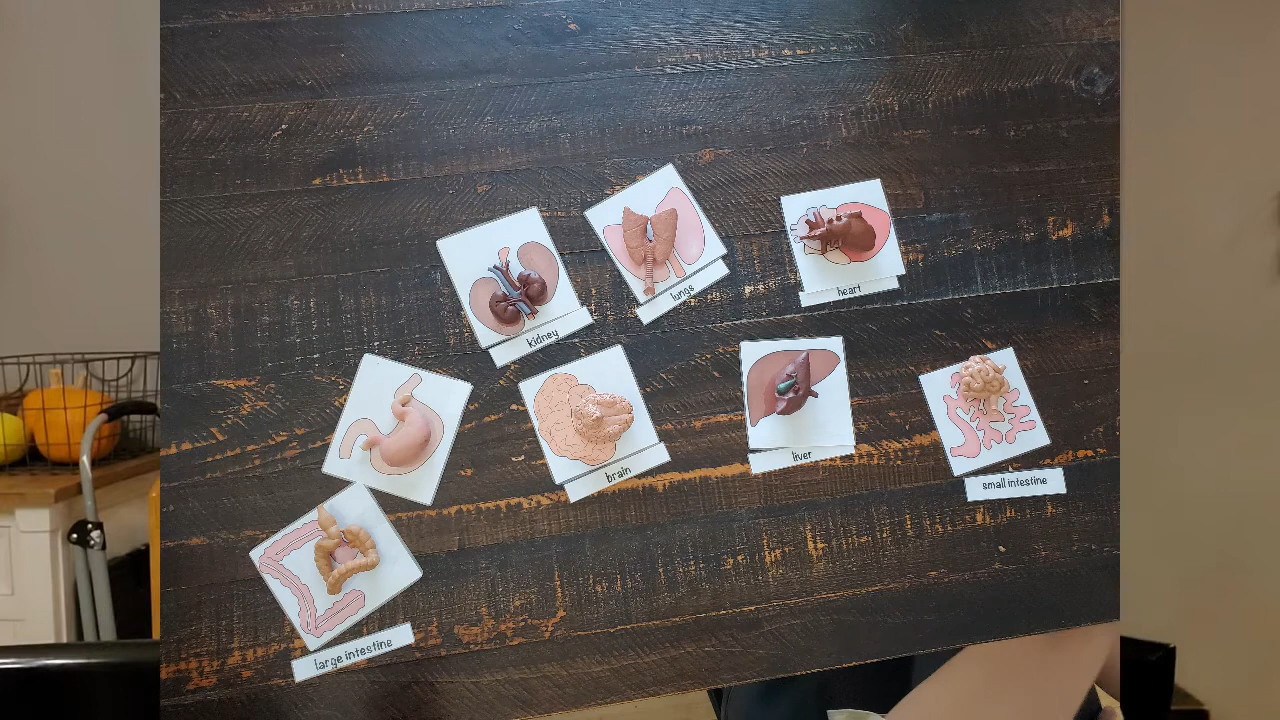 kidney
lungs
heart
brain
liver
small intestine
large intestine